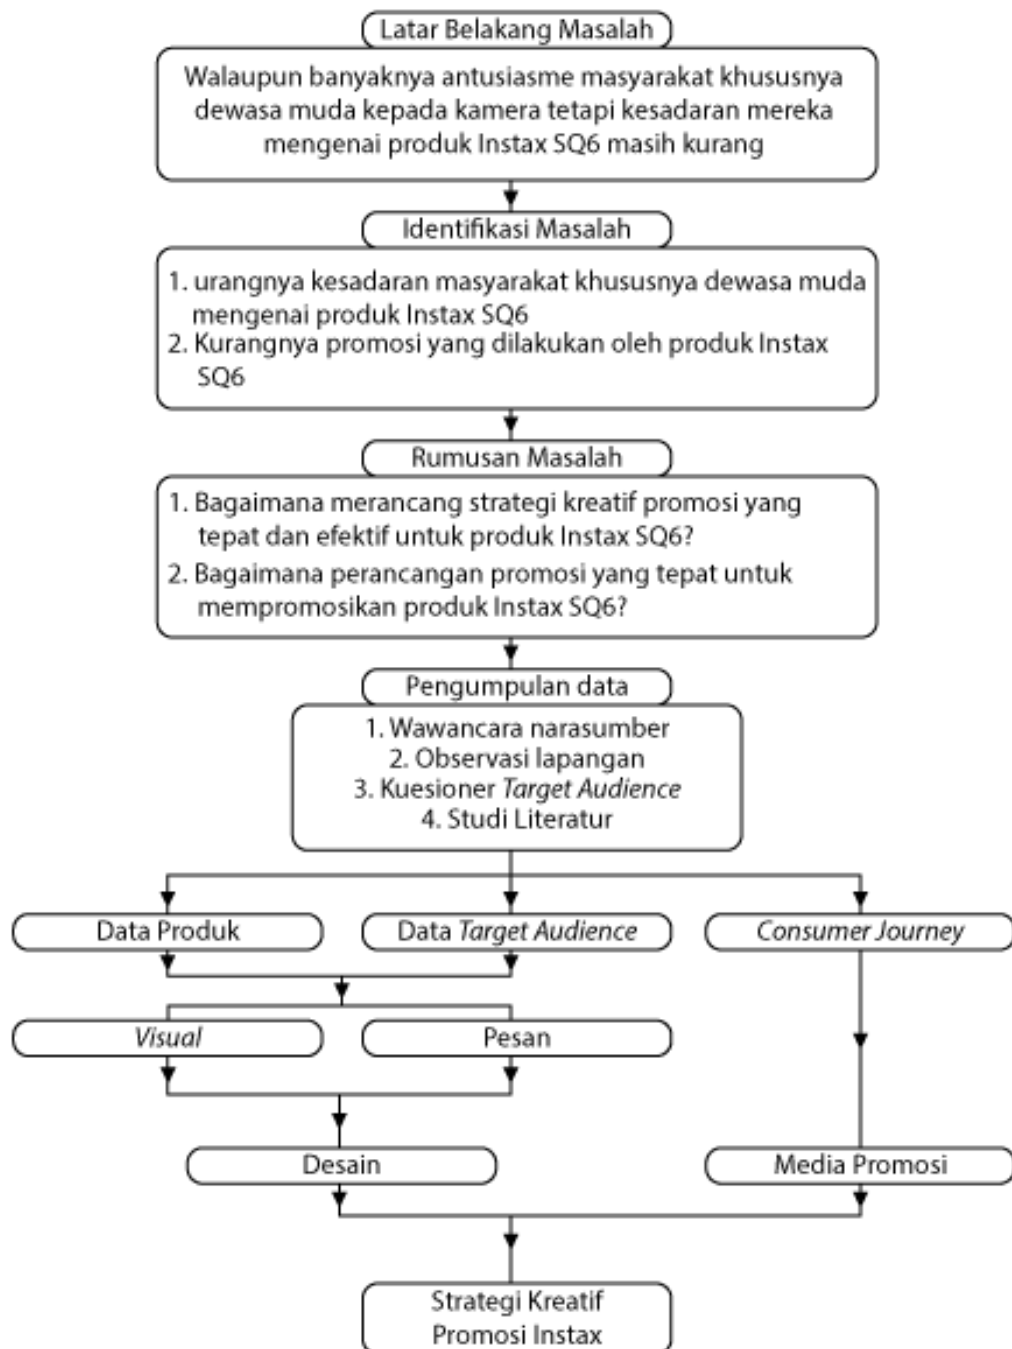 Latar Belakang Masalah
Walaupun banyaknya antusiasme masyarakat khususnya
dewasa muda kepada kamera tetapi kesadaran mereka
mengenai produk Instax SQ6 masih kurang
Identifikasi Masalah
1. urangnya kesadaran masyarakat khususnya dewasa muda
mengenai produk Instax SQ6
2. Kurangnya promosi yang dilakukan oleh produk Instax
SQ6
Rumusan Masalah
1. Bagaimana merancang strategi kreatif promosi yang
tepat dan efektif untuk produk Instax SQ6?
2. Bagaimana perancangan promosi yang tepat untuk
mempromosikan produk Instax SQ6?
Pengumpulan data
1. Wawancara narasumber
2. Observasi lapangan
3. Kuesioner Target Audience
4. Studi Literatur
Data Produk
Data Target Audience
Consumer Journey
Visual
Pesan
Desain
Media Promosi
Strategi Kreatif
Promosi Instax